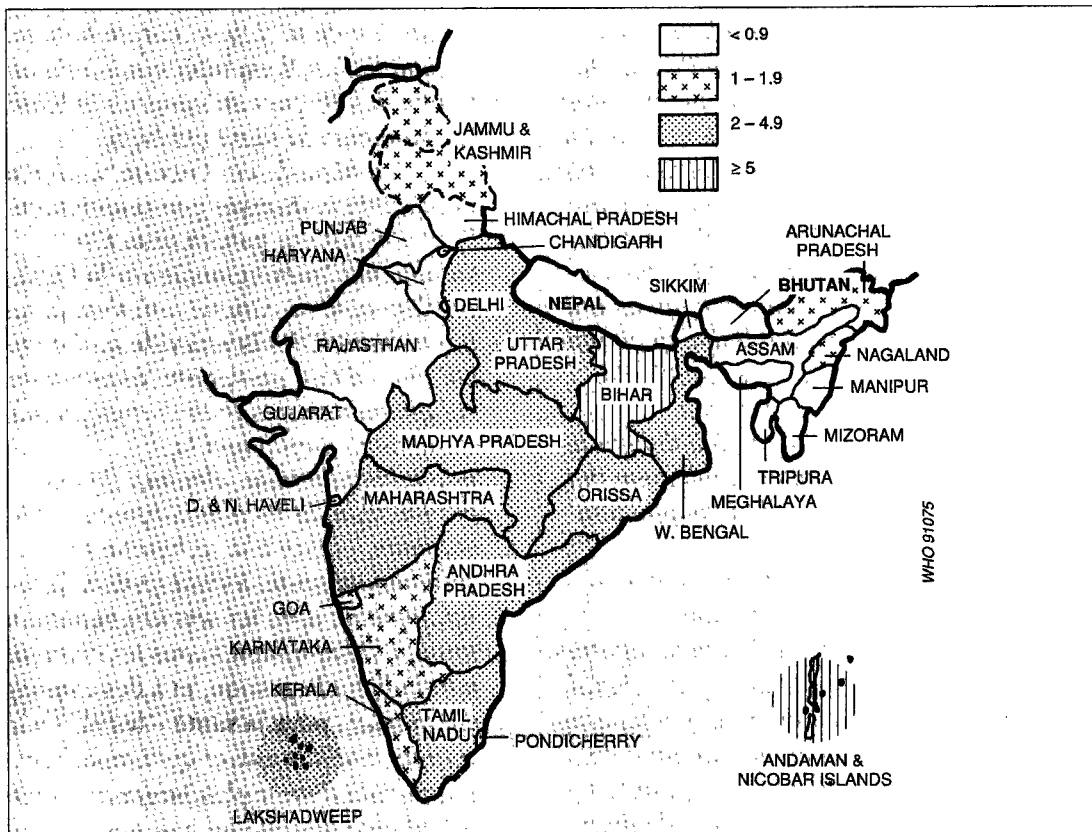 < 0.9
1 – 1.9
2 – 4.9
≥ 5
JAMMU &
KASHMIR
HIMACHAL PRADESH
PUNJAB
CHANDIGARH
HARYANA
ARUNACHAL
PRADESH
SIKKIM
BHUTAN
DELHI
NEPAL
RAJASTHAN
UTTAR
PRADESH
ASSAM
NAGALAND
BIHAR
MANIPUR
GUJARAT
MADHYA PRADESH
MIZORAM
TRIPURA
D. & N. HAVELI
MAHARASHTRA
ORISSA
MEGHALAYA
W. BENGAL
WHO 91075
ANDHRA
PRADESH
GOA
KARNATAKA
KERALA
TAMIL
NADU
PONDICHERRY
ANDAMAN &
NICOBAR ISLANDS
LAKSHADWEEP